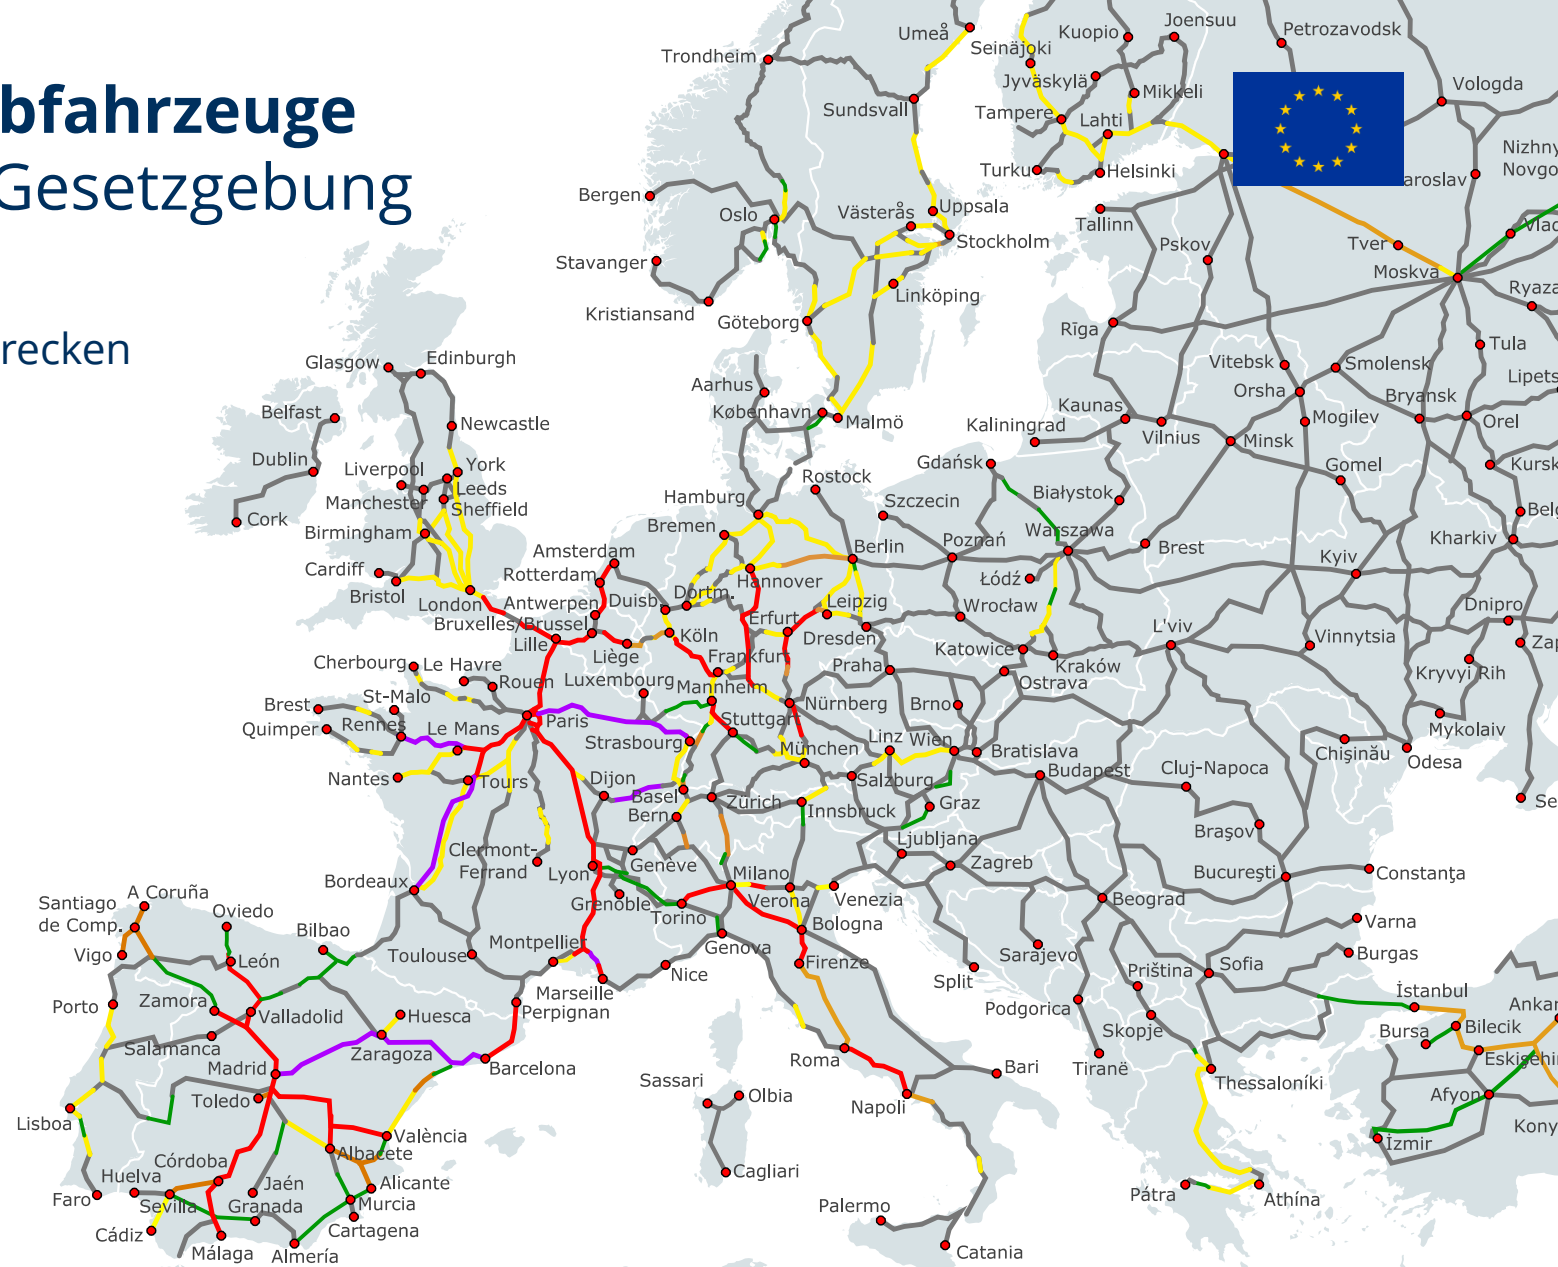 bfahrzeuge
Gesetzgebung
recken
Trondheim
Umeå
Seinäjoki
Kuopio
Joensuu
Petrozavodsk
Vologda
Jyväskylä
Mikkeli
Sundsvall
Tampere
Lahti
Nizhny
Novgo
Turku
Helsinki
aroslav
Bergen
Oslo
Västerås
Uppsala
Stockholm
Tallinn
Pskov
Tver
Vlad
Stavanger
Moskva
Linköping
Ryaza
Kristiansand
Göteborg
Rīga
Tula
Glasgow
Edinburgh
Aarhus
Vitebsk
Smolensk
Orsha
Lipets
Belfast
København
Malmö
Kaunas
Kaliningrad
Vilnius
Minsk
Mogilev
Bryansk
Orel
Newcastle
Dublin
Liverpool
York
Leeds
Manchester
Sheffield
Gdańsk
Gomel
Kursk
Rostock
Hamburg
Szczecin
Białystok
Cork
Birmingham
Bremen
Warszawa
Belg
Kharkiv
Berlin
Poznań
Brest
Kyiv
Amsterdam
Rotterdam
Cardiff
Bristol
London
Hannover
Łódź
Antwerpen
Duisb.
Dortm.
Leipzig
Wrocław
Dnipro
Bruxelles/Brussel
Erfurt
Dresden
L'viv
Vinnytsia
Zap
Lille
Liège
Köln
Katowice
Kraków
Cherbourg
Le Havre
Rouen
Luxembourg
Frankfurt
Praha
Ostrava
Kryvyi Rih
Mannheim
Brest
St-Malo
Quimper
Rennes
Le Mans
Paris
Nürnberg
Brno
Mykolaiv
Stuttgart
Strasbourg
München
Linz
Wien
Bratislava
Chişinău
Odesa
Nantes
Tours
Dijon
Basel
Zürich
Salzburg
Budapest
Cluj-Napoca
Innsbruck
Graz
Se
Bern
Braşov
Clermont-
Ferrand
Lyon
Genève
Ljubljana
Zagreb
Bordeaux
Milano
Bucureşti
Constanţa
Grenoble
Torino
Verona
Venezia
Beograd
Santiago
de Comp.
A Coruña
Oviedo
Bilbao
Bologna
Varna
Vigo
León
Toulouse
Montpellier
Genova
Firenze
Sarajevo
Burgas
Nice
Split
Priština
Sofia
Porto
Zamora
Valladolid
Huesca
Marseille
Perpignan
Podgorica
İstanbul
Ankar
Salamanca
Zaragoza
Skopje
Bursa
Bilecik
Madrid
Barcelona
Roma
Tiranë
Eskişehir
Toledo
Sassari
Olbia
Bari
Thessaloníki
Lisboa
Napoli
Afyon
València
Kony
Albacete
İzmir
Córdoba
Cagliari
Huelva
Jaén
Alicante
Faro
Sevilla
Granada
Murcia
Pátra
Athína
Cádiz
Cartagena
Palermo
Málaga
Almería
Catania